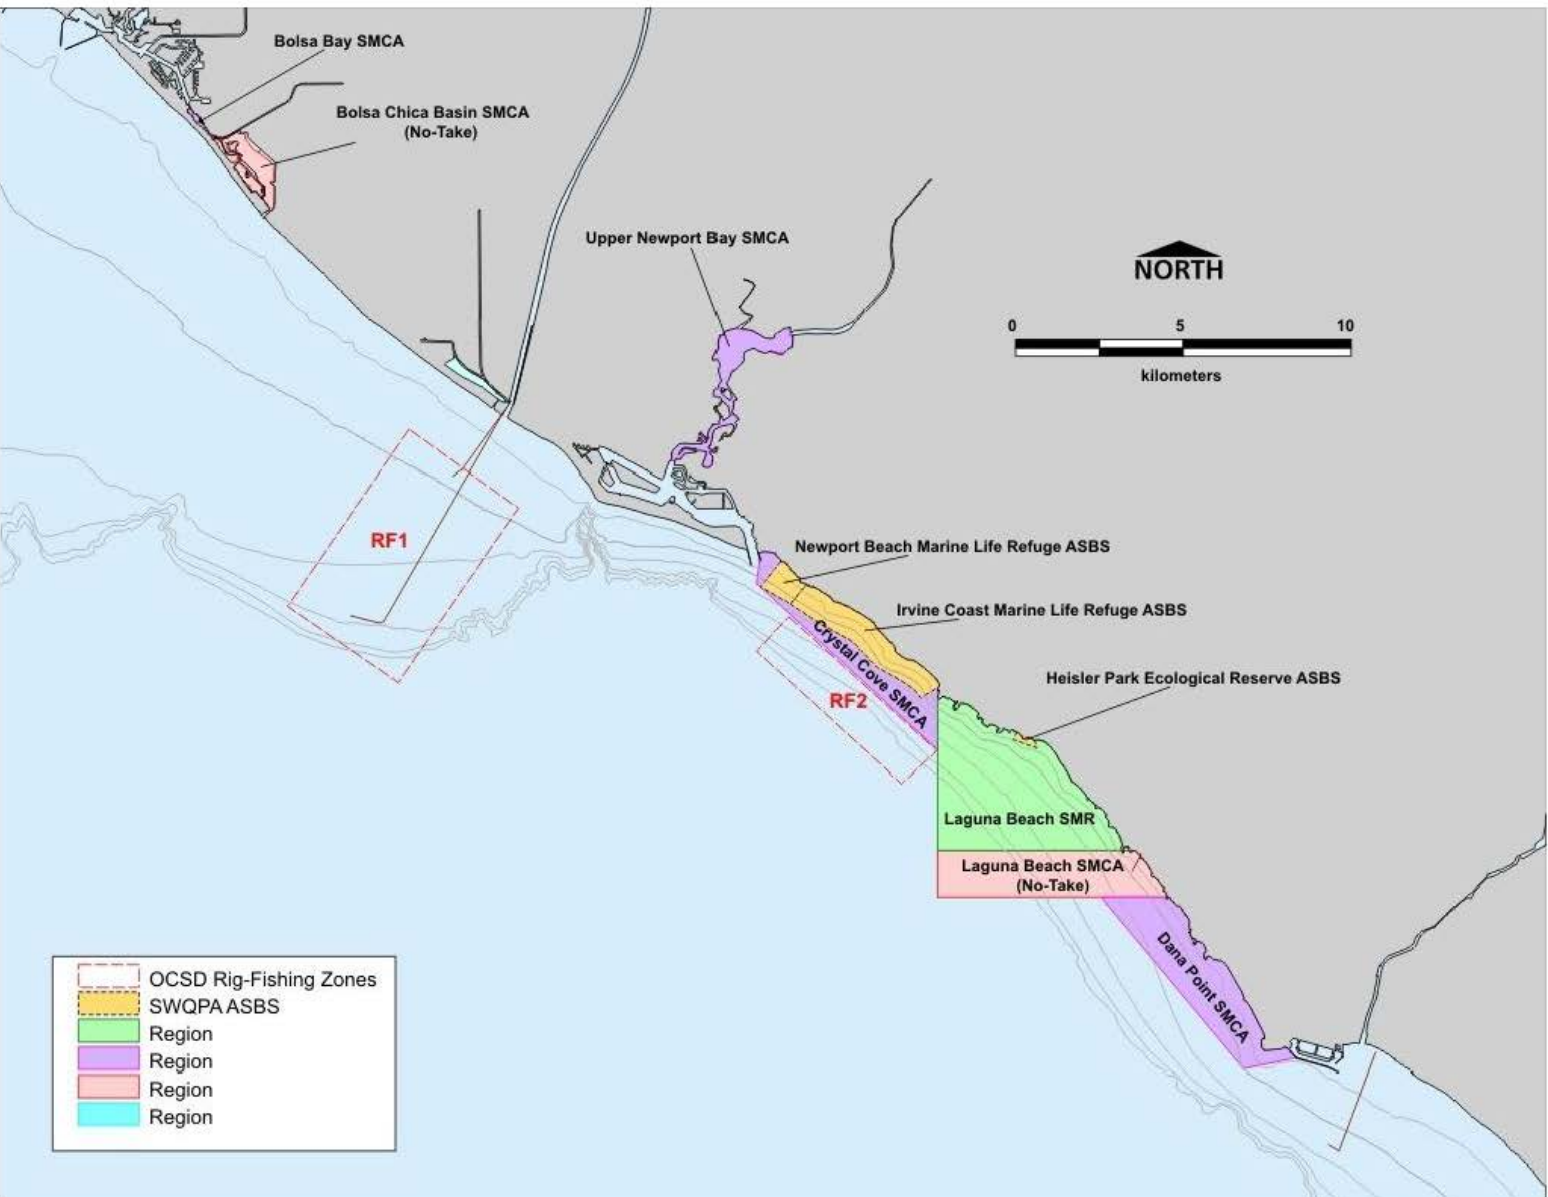 Bolsa Bay SMCA
Bolsa Chica Basin SMCA
(No-Take)
Upper Newport Bay SMCA
NORTH
0 5 10
kilometers
RF1
Newport Beach Marine Life Refuge ASBS
Irvine Coast Marine Life Refuge ASBS
Crystal Cove SMCA
Heisler Park Ecological Reserve ASBS
RF2
Laguna Beach SMR
Laguna Beach SMCA
(No-Take)
Dana Point SMCA
OCSD Rig-Fishing Zones
SWQPA ASBS
Region
Region
Region
Region